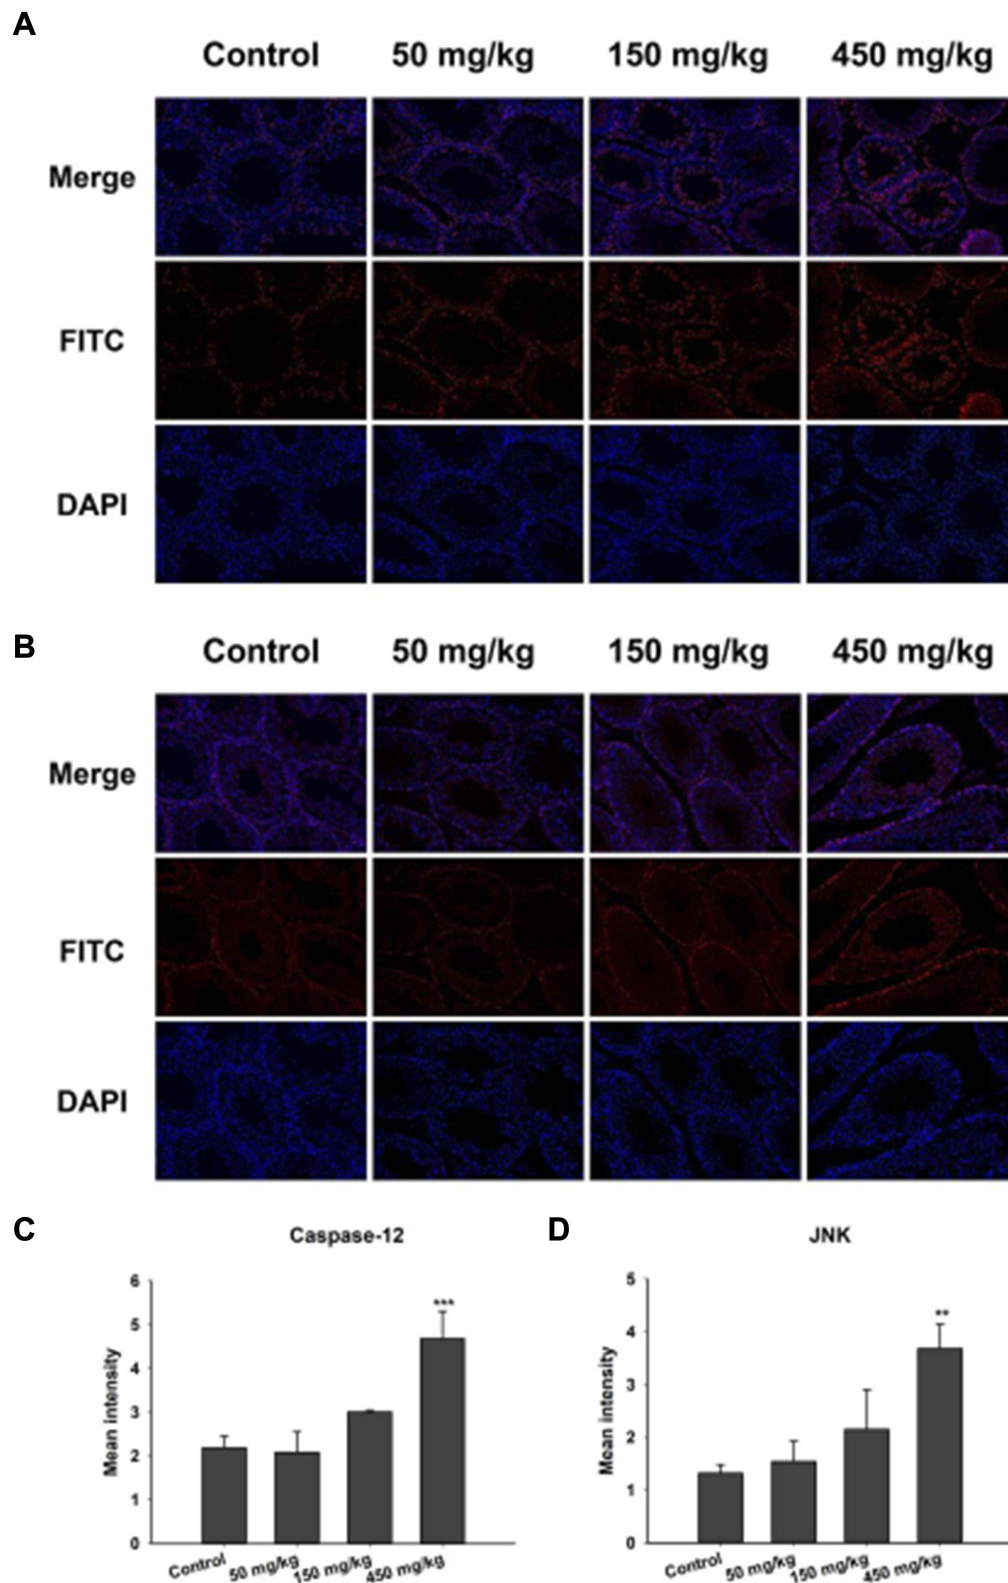 A
Control 50 mg/kg 150 mg/kg 450 mg/kg
Merge
FITC
DAPI
B
Control 50 mg/kg 150 mg/kg 450 mg/kg
Merge
FITC
DAPI
C
Caspase-12
6
5
4
3
2
1
0
Mean intensity
***
Control 50 mg/kg 150 mg/kg 450 mg/kg
D
JNK
5
4
3
2
1
0
Mean intensity
**
Control 50 mg/kg 150 mg/kg 450 mg/kg